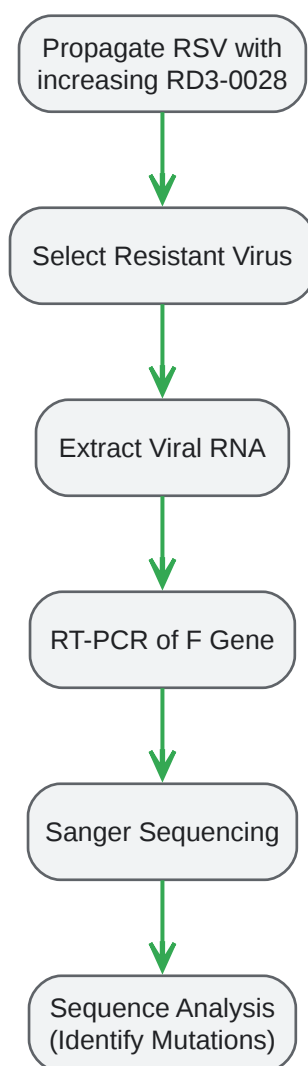 Propagate RSV with
increasing RD3-0028
Select Resistant Virus
Extract Viral RNA
RT-PCR of F Gene
Sanger Sequencing
Sequence Analysis
(Identify Mutations)